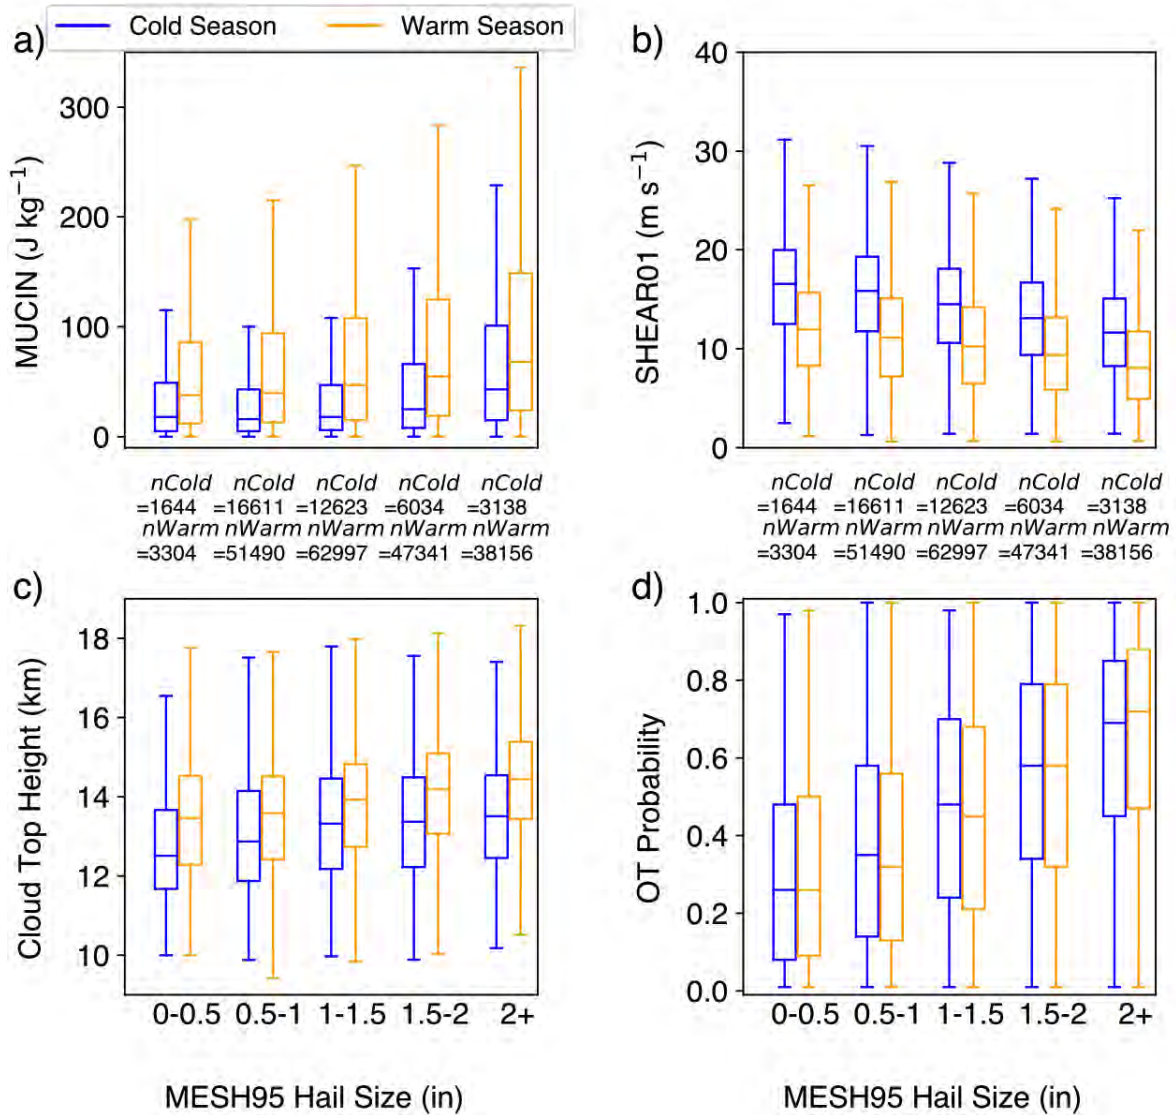 Cold Season Warm Season
a)
MUCIN (J kg⁻¹)
300
200
100
0
nCold nCold nCold nCold nCold
=1644 =16611 =12623 =6034 =3138
nWarm nWarm nWarm nWarm nWarm
=3304 =51490 =62997 =47341 =38156
b)
SHEAR01 (m s⁻¹)
40
30
20
10
0
nCold nCold nCold nCold nCold
=1644 =16611 =12623 =6034 =3138
nWarm nWarm nWarm nWarm nWarm
=3304 =51490 =62997 =47341 =38156
c)
Cloud Top Height (km)
18
16
14
12
10
0-0.5 0.5-1 1-1.5 1.5-2 2+
MESH95 Hail Size (in)
d)
OT Probability
1.0
0.8
0.6
0.4
0.2
0.0
0-0.5 0.5-1 1-1.5 1.5-2 2+
MESH95 Hail Size (in)